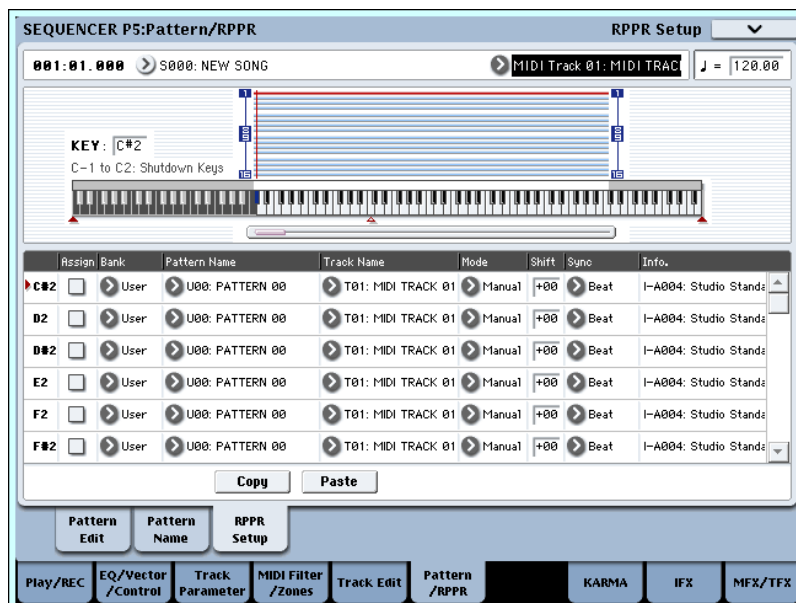 SEQUENCER P5:Pattern/RPPR RPPR Setup
001:01.000 S000: NEW SONG MIDI Track 01: MIDI TRAC ♩ = 120.00
1 1
8 8
9 9
KEY: C#2
C-1 to C2: Shutdown Keys
16 16
Assign Bank Pattern Name Track Name Mode Shift Sync Info.
C#2 User U00: PATTERN 00 T01: MIDI TRACK 01 Manual +00 Beat I-A004: Studio Standa
D2 User U00: PATTERN 00 T01: MIDI TRACK 01 Manual +00 Beat I-A004: Studio Standa
D#2 User U00: PATTERN 00 T01: MIDI TRACK 01 Manual +00 Beat I-A004: Studio Standa
E2 User U00: PATTERN 00 T01: MIDI TRACK 01 Manual +00 Beat I-A004: Studio Standa
F2 User U00: PATTERN 00 T01: MIDI TRACK 01 Manual +00 Beat I-A004: Studio Standa
F#2 User U00: PATTERN 00 T01: MIDI TRACK 01 Manual +00 Beat I-A004: Studio Standa
Copy Paste
Pattern Edit
Pattern Name
RPPR Setup
Play/REC
EQ/Vector /Control
Track Parameter
MIDI Filter /Zones
Track Edit
Pattern /RPPR
KARMA
IFX
MFX/TFX